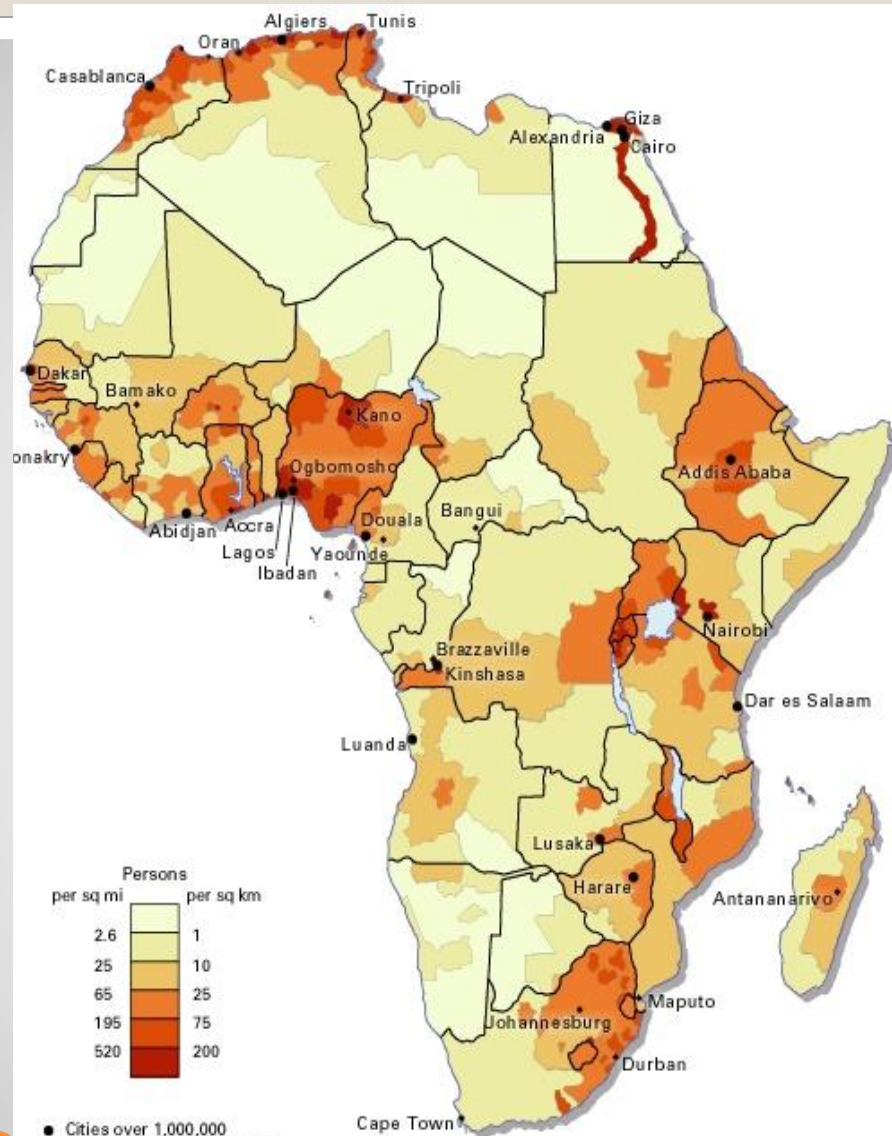 Algiers
Tunis
Oran
Casablanca
Tripoli
Giza
Alexandria
Cairo
Dakar
Bamako
Kano
onakry
Ogbomosho
Addis Ababa
Abidjan
Accra
Lagos
Ibadan
Douala
Yaounde
Bangui
Nairobi
Brazzaville
Kinshasa
Dar es Salaam
Luanda
Lusaka
Harare
Antananarivo
Maputo
Johannesburg
Durban
Cape Town
Persons
per sq mi per sq km
2.6 1
25 10
65 25
195 75
520 200
Cities over 1,000,000